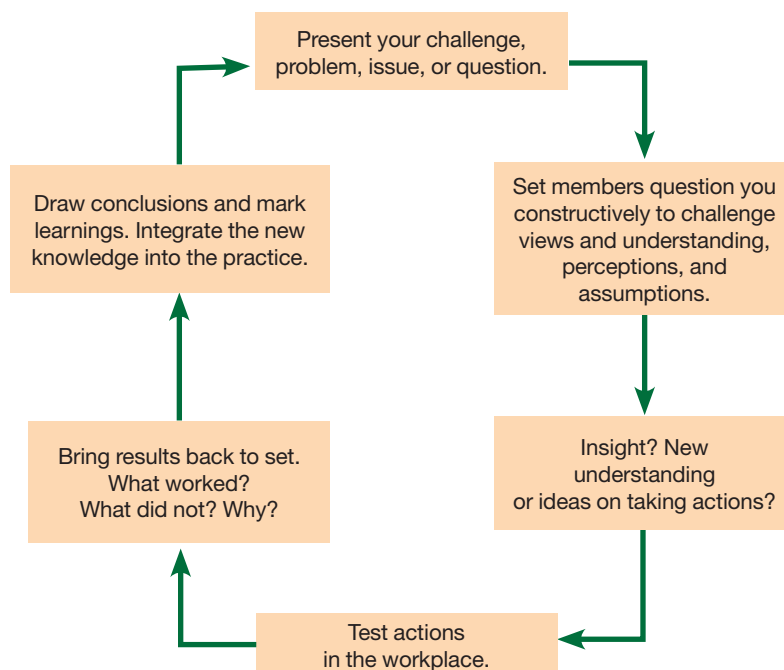 Present your challenge,
problem, issue, or question.
Set members question you
constructively to challenge
views and understanding,
perceptions, and
assumptions.
Insight? New
understanding
or ideas on taking actions?
Test actions
in the workplace.
Bring results back to set.
What worked?
What did not? Why?
Draw conclusions and mark
learnings. Integrate the new
knowledge into the practice.